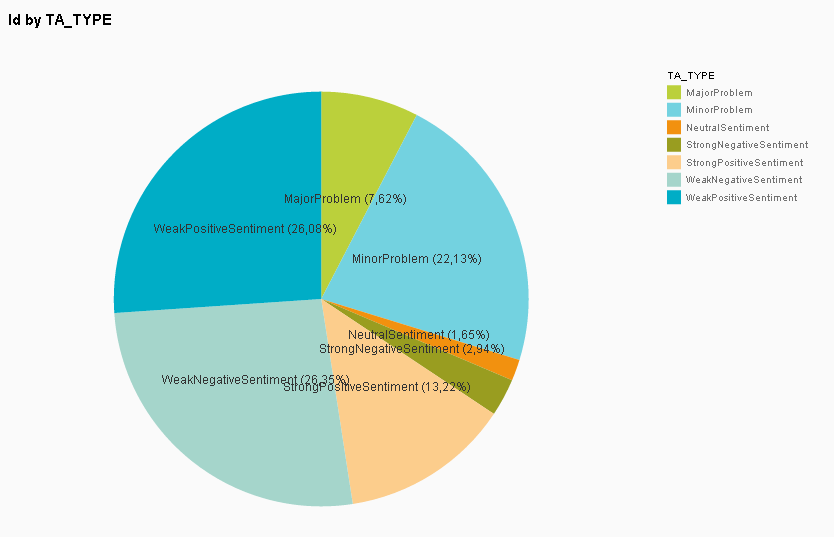 Id by TA_TYPE
TA_TYPE
MajorProblem
MinorProblem
NeutralSentiment
StrongNegativeSentiment
StrongPositiveSentiment
WeakNegativeSentiment
WeakPositiveSentiment
MajorProblem (7,62%)
WeakPositiveSentiment (26,08%)
MinorProblem (22,13%)
NeutralSentiment (1,65%)
StrongNegativeSentiment (2,94%)
WeakNegativeSentiment (26,35%)
StrongPositiveSentiment (13,22%)